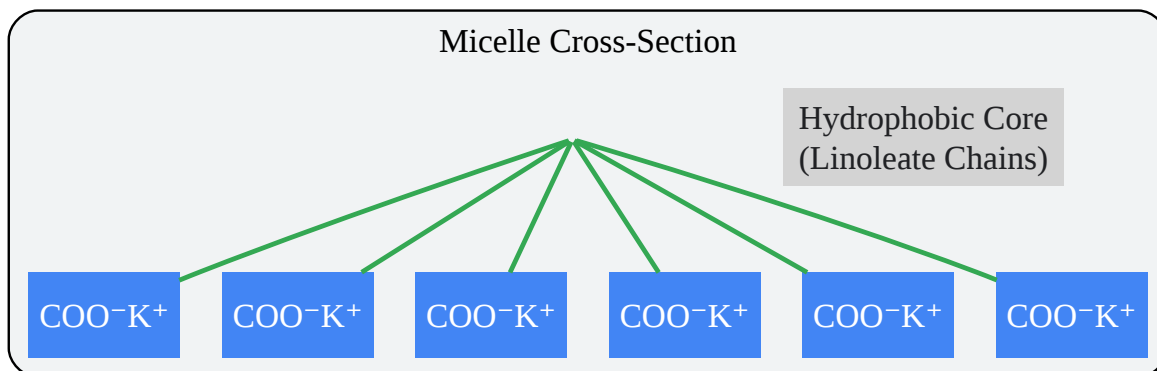 Micelle Cross-Section
Hydrophobic Core
(Linoleate Chains)
COO⁻K⁺ COO⁻K⁺ COO⁻K⁺ COO⁻K⁺ COO⁻K⁺ COO⁻K⁺